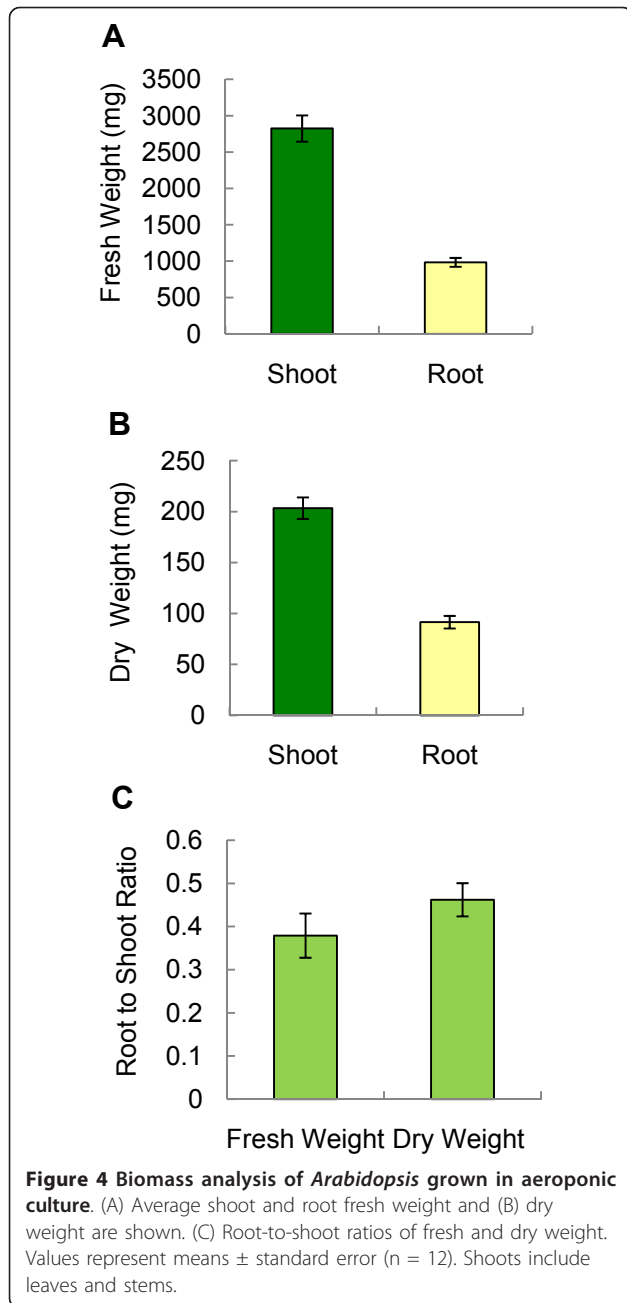 A
Fresh Weight (mg)
3500
3000
2500
2000
1500
1000
500
0
Shoot Root
B
Dry Weight (mg)
250
200
150
100
50
0
Shoot Root
C
Root to Shoot Ratio
0.6
0.5
0.4
0.3
0.2
0.1
0
Fresh Weight Dry Weight
Figure 4 Biomass analysis of Arabidopsis grown in aeroponic
culture. (A) Average shoot and root fresh weight and (B) dry
weight are shown. (C) Root-to-shoot ratios of fresh and dry weight.
Values represent means ± standard error (n = 12). Shoots include
leaves and stems.